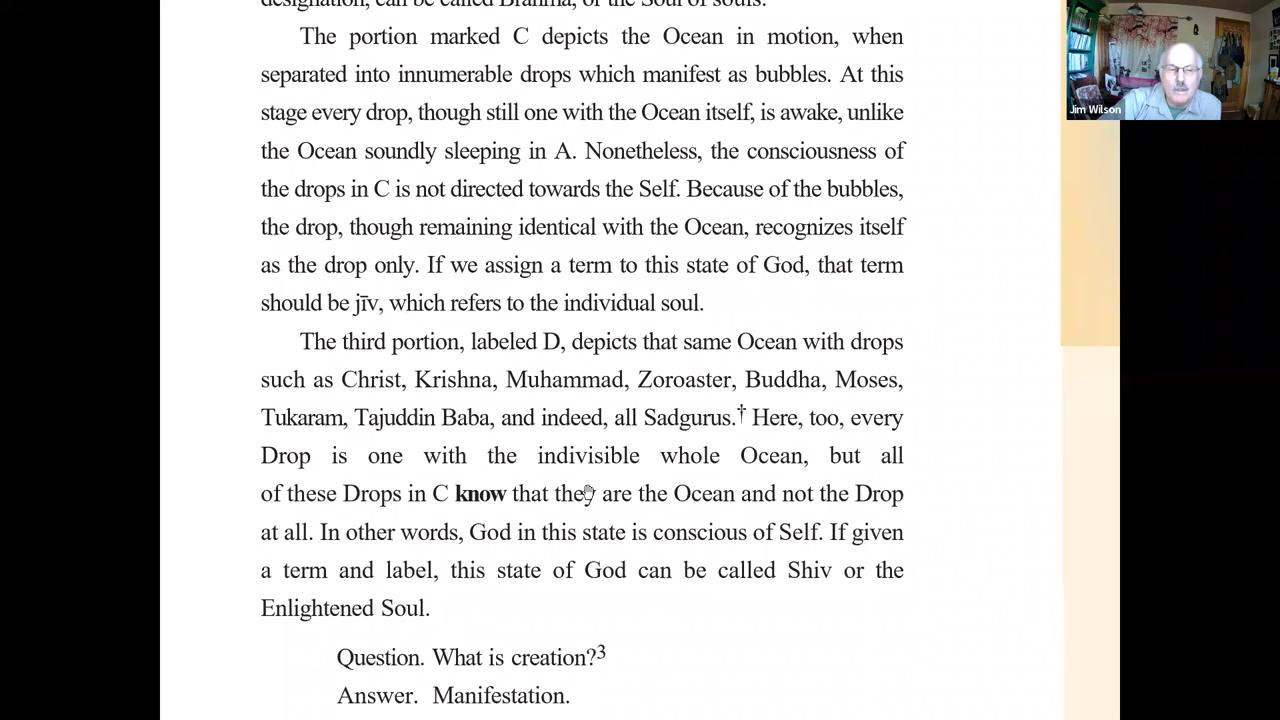 designation, can be called Brahma, or the Soul of souls.
The portion marked C depicts the Ocean in motion, when
separated into innumerable drops which manifest as bubbles. At this
stage every drop, though still one with the Ocean itself, is awake, unlike
the Ocean soundly sleeping in A. Nonetheless, the consciousness of
the drops in C is not directed towards the Self. Because of the bubbles,
the drop, though remaining identical with the Ocean, recognizes itself
as the drop only. If we assign a term to this state of God, that term
should be jīv, which refers to the individual soul.
The third portion, labeled D, depicts that same Ocean with drops
such as Christ, Krishna, Muhammad, Zoroaster, Buddha, Moses,
Tukaram, Tajuddin Baba, and indeed, all Sadgurus.† Here, too, every
Drop is one with the indivisible whole Ocean, but all
of these Drops in C know that they are the Ocean and not the Drop
at all. In other words, God in this state is conscious of Self. If given
a term and label, this state of God can be called Shiv or the
Enlightened Soul.
Question. What is creation?3
Answer. Manifestation.
Jim Wilson